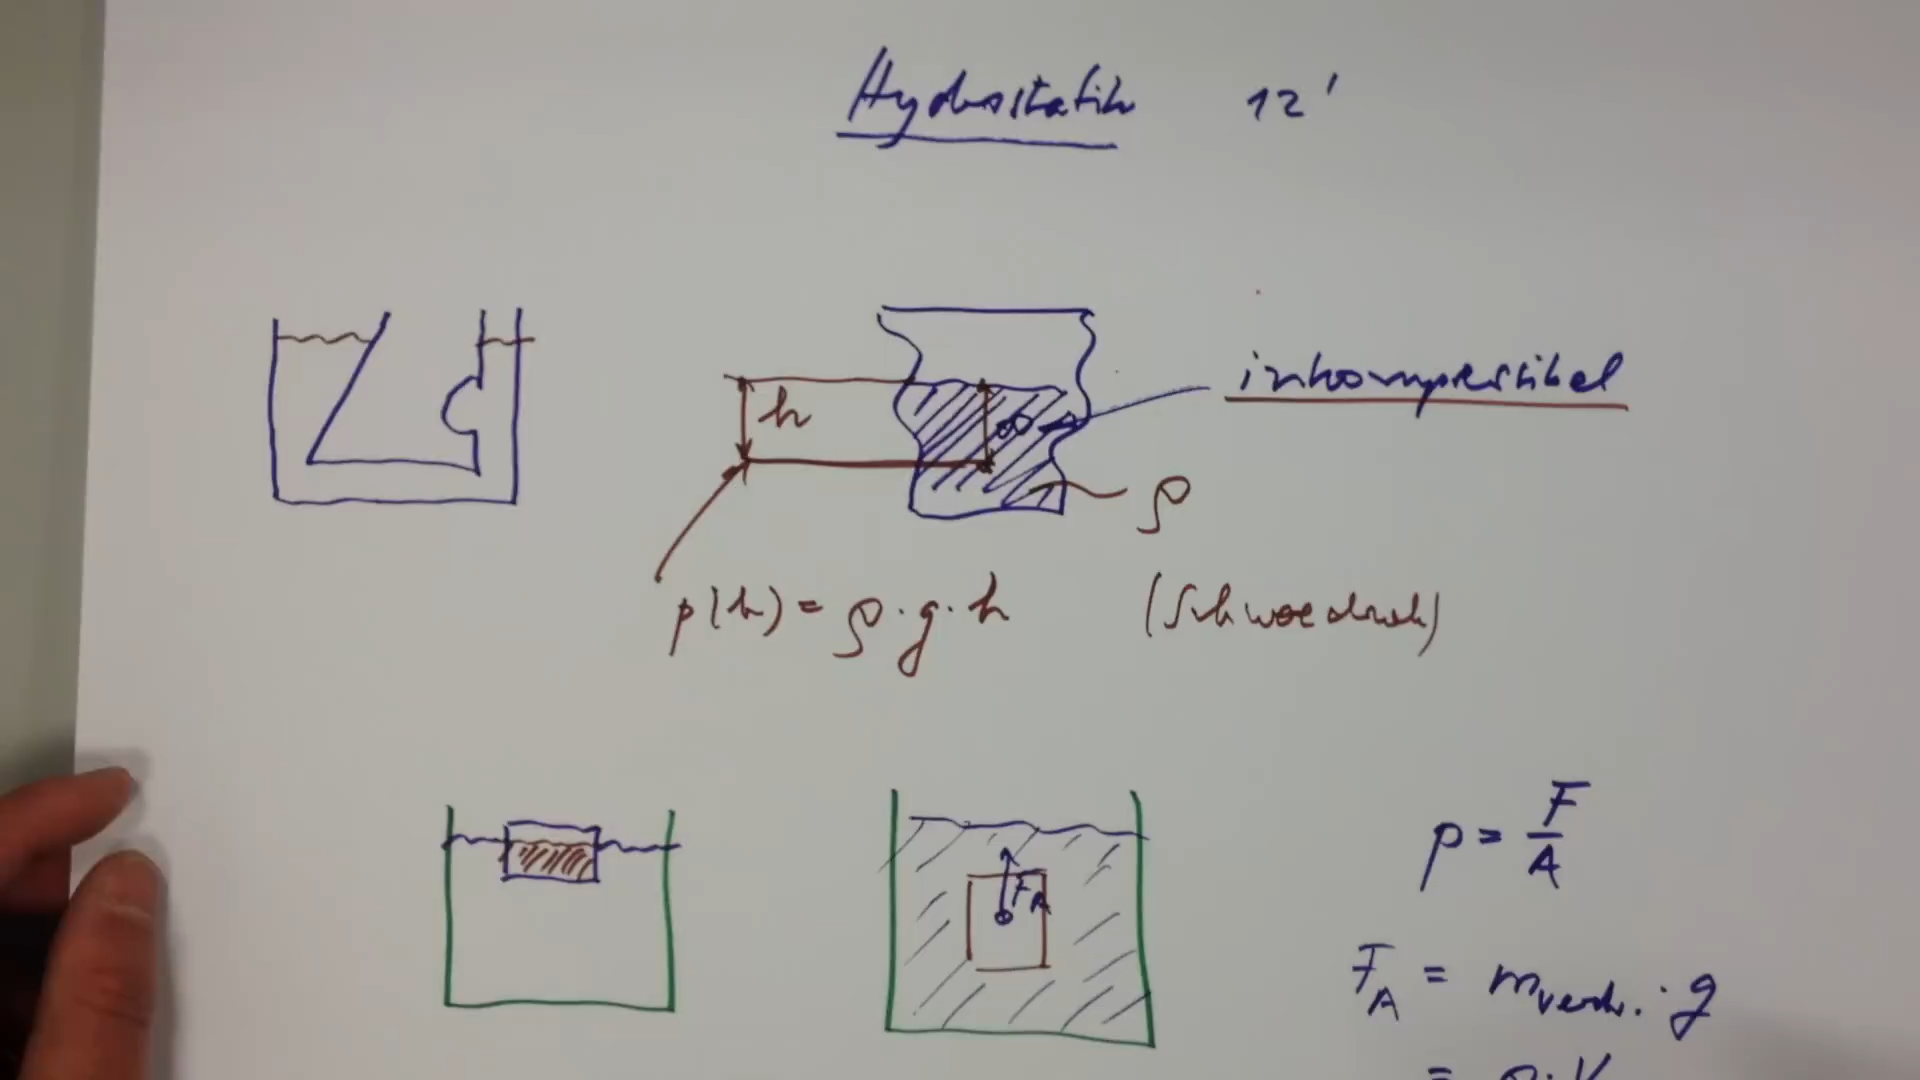 Hydrostatik 12'
h
inkompressibel
ρ
p(h) = ρ · g · h (Schweredruck)
F_A
p = F/A
F_A = m_verdr. · g
= ρ · V